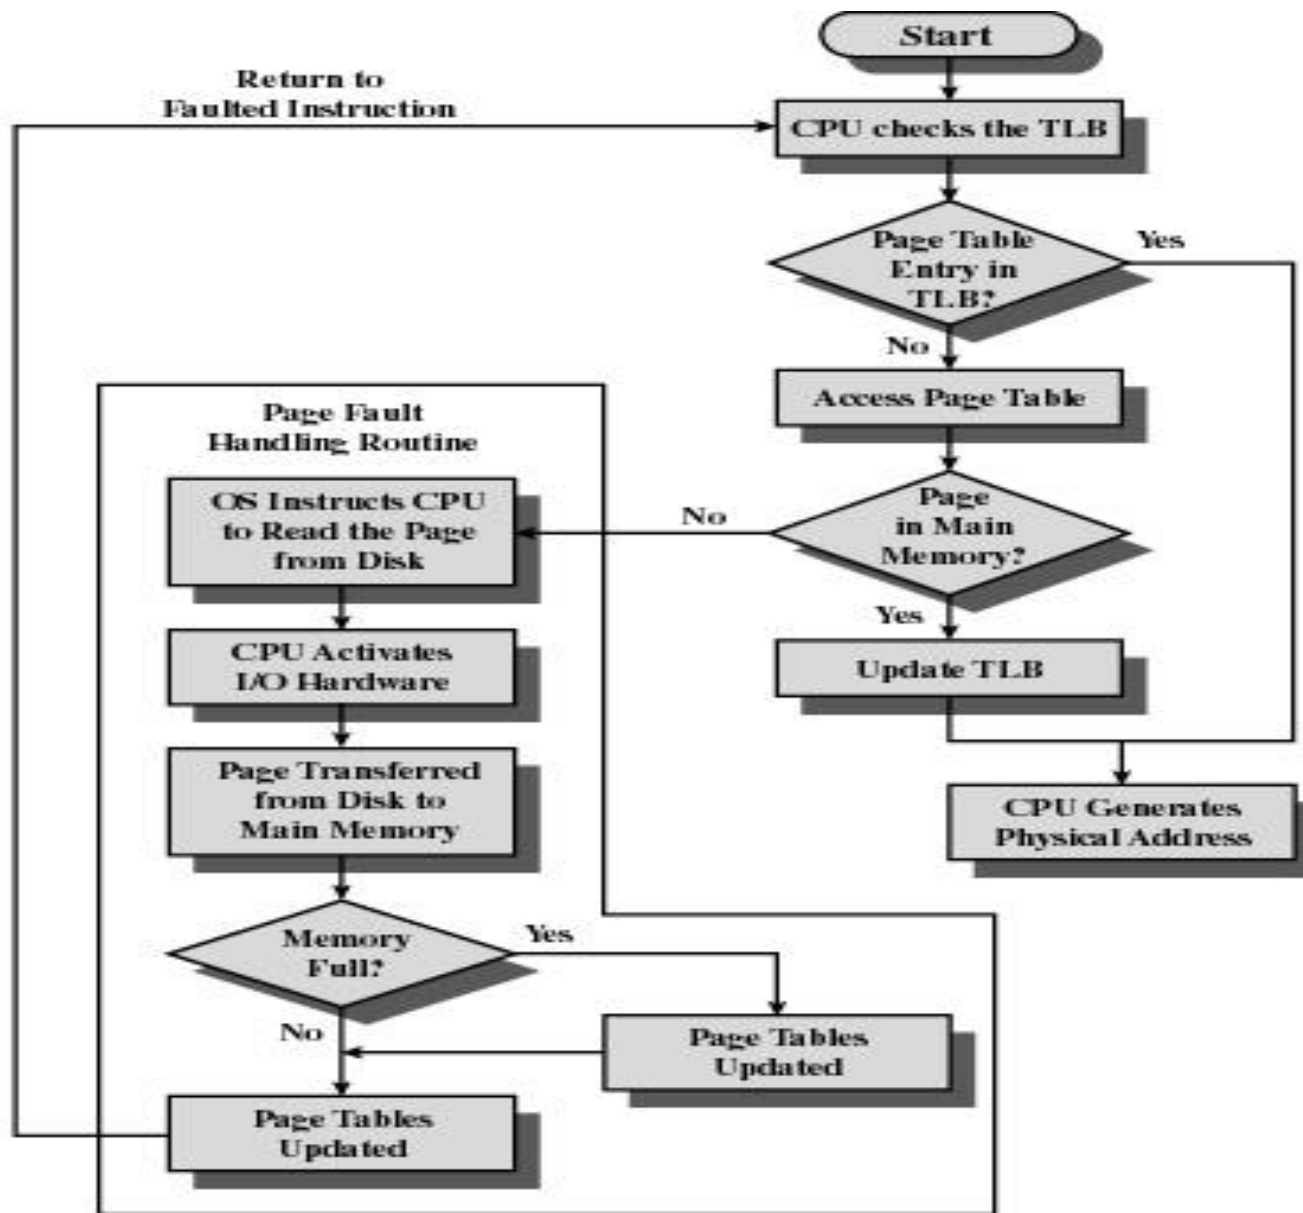 Start
Return to
Faulted Instruction
CPU checks the TLB
Page Table
Entry in
TLB?
Yes
No
Access Page Table
Page Fault
Handling Routine
OS Instructs CPU
to Read the Page
from Disk
No
Page
in Main
Memory?
Yes
CPU Activates
I/O Hardware
Update TLB
Page Transferred
from Disk to
Main Memory
CPU Generates
Physical Address
Memory
Full?
Yes
No
Page Tables
Updated
Page Tables
Updated